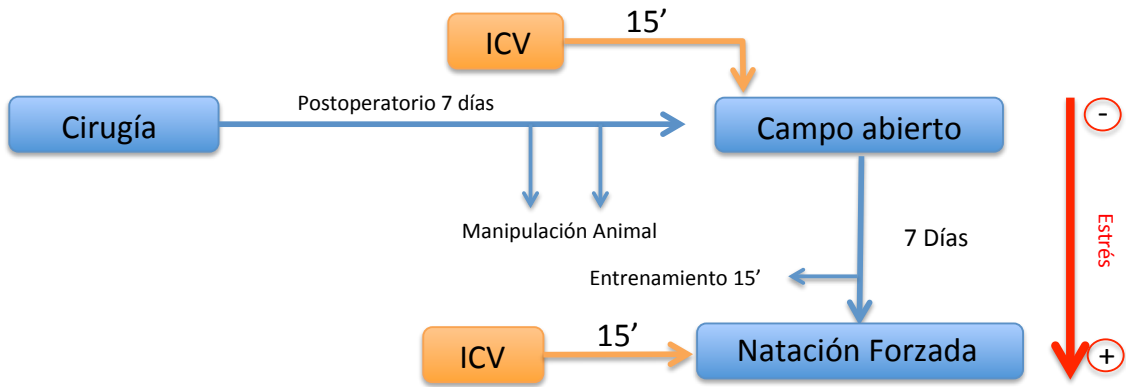 ICV
15'
Postoperatorio 7 días
Cirugía
Campo abierto
-
Manipulación Animal
Estrés
7 Días
Entrenamiento 15'
ICV
15'
Natación Forzada
+